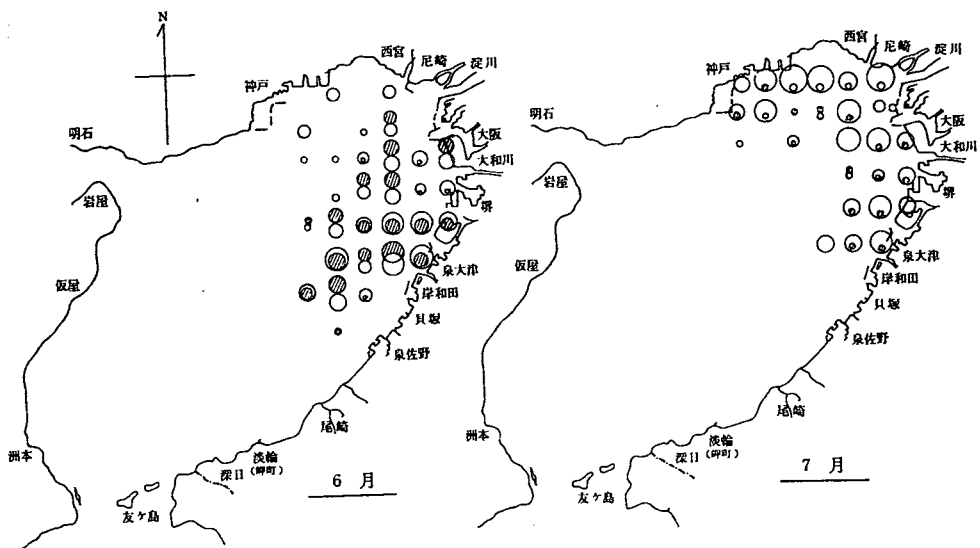 N
西宮
尼崎
淀川
神戸
明石
大阪
大和川
堺
岩屋
仮屋
泉大津
岸和田
貝塚
泉佐野
尾崎
淡輪
深日(岬町)
洲本
友ケ島
6 月
西宮
尼崎
淀川
神戸
明石
大阪
大和川
堺
岩屋
仮屋
泉大津
岸和田
貝塚
泉佐野
尾崎
淡輪
深日(岬町)
洲本
友ケ島
7 月